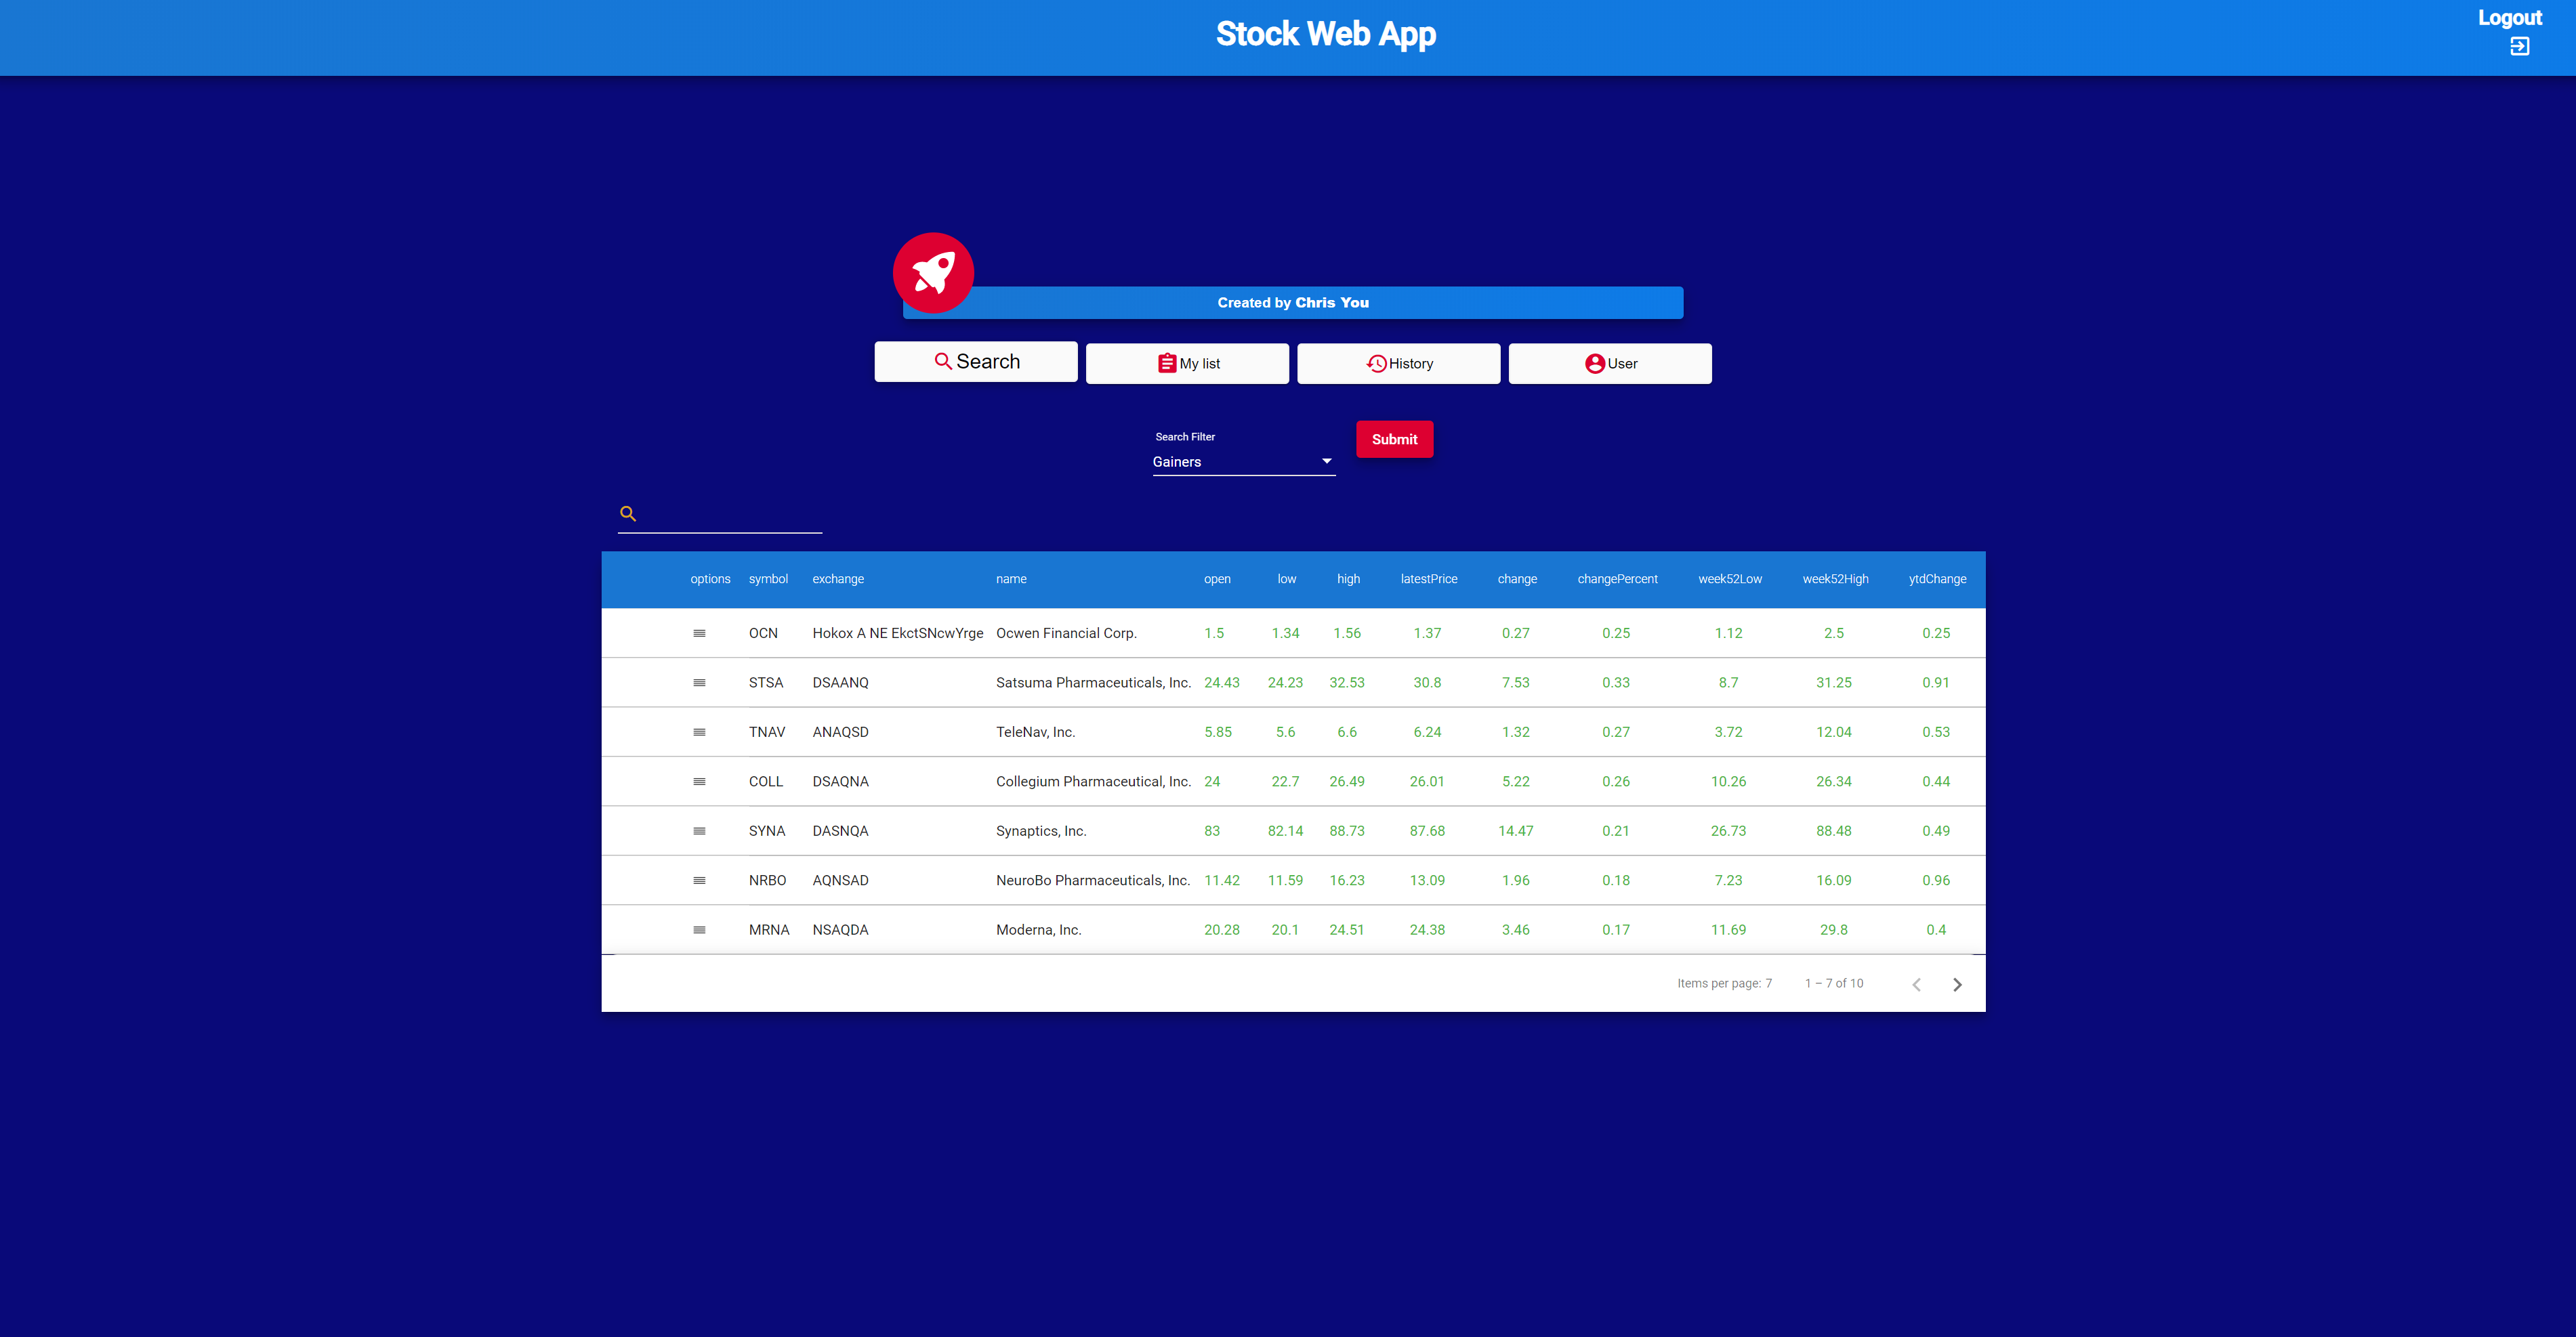 Stock Web App
Logout
Created by Chris You
Search My list History User
Search Filter
Gainers
Submit
options symbol exchange name open low high latestPrice change changePercent week52Low week52High ytdChange
OCN Hokox A NE EkctSNcwYrge Ocwen Financial Corp. 1.5 1.34 1.56 1.37 0.27 0.25 1.12 2.5 0.25
STSA DSAANQ Satsuma Pharmaceuticals, Inc. 24.43 24.23 32.53 30.8 7.53 0.33 8.7 31.25 0.91
TNAV ANAQSD TeleNav, Inc. 5.85 5.6 6.6 6.24 1.32 0.27 3.72 12.04 0.53
COLL DSAQNA Collegium Pharmaceutical, Inc. 24 22.7 26.49 26.01 5.22 0.26 10.26 26.34 0.44
SYNA DASNQA Synaptics, Inc. 83 82.14 88.73 87.68 14.47 0.21 26.73 88.48 0.49
NRBO AQNSAD NeuroBo Pharmaceuticals, Inc. 11.42 11.59 16.23 13.09 1.96 0.18 7.23 16.09 0.96
MRNA NSAQDA Moderna, Inc. 20.28 20.1 24.51 24.38 3.46 0.17 11.69 29.8 0.4
Items per page: 7 1 – 7 of 10